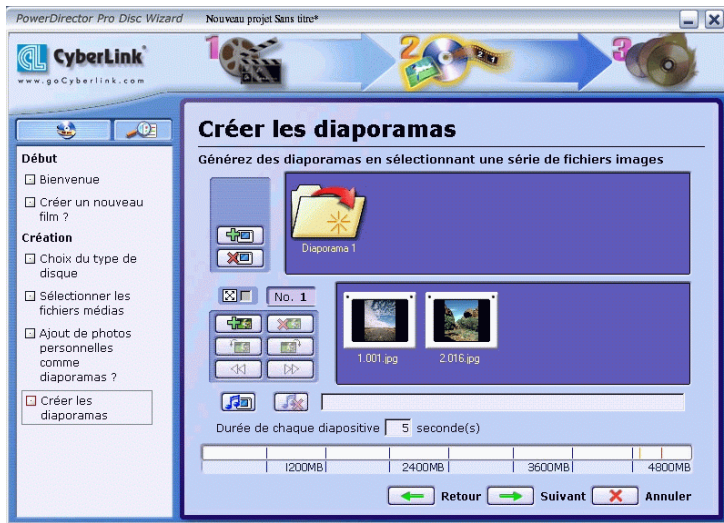 PowerDirector Pro Disc Wizard Nouveau projet Sans titre*
CyberLink
www.goCyberlink.com
1
2
3
Début
Bienvenue
Créer un nouveau
film ?
Création
Choix du type de
disque
Sélectionner les
fichiers médias
Ajout de photos
personnelles
comme
diaporamas ?
Créer les
diaporamas
Créer les diaporamas
Générez des diaporamas en sélectionnant une série de fichiers images
Diaporama 1
No. 1
1.001.jpg
2.016.jpg
Durée de chaque diapositive 5 seconde(s)
1200MB
2400MB
3600MB
4800MB
Retour
Suivant
Annuler